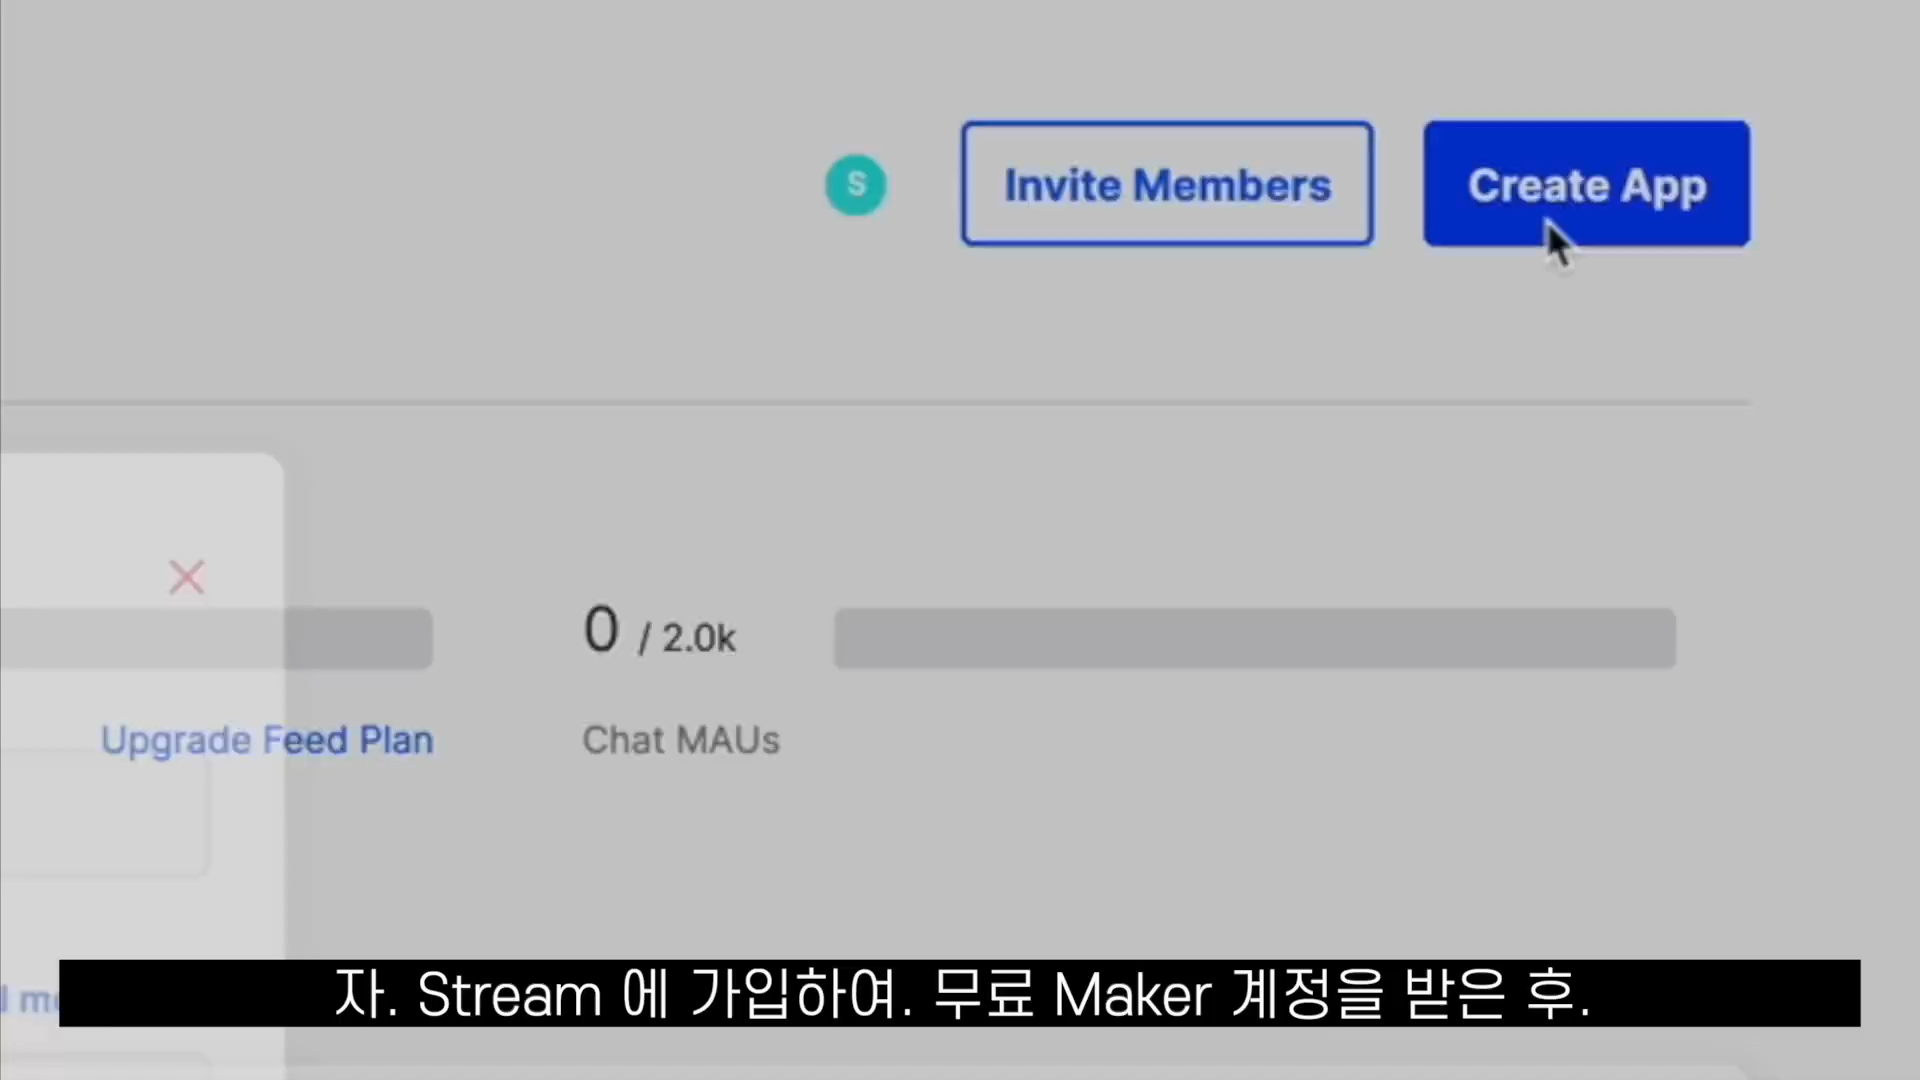 S
Invite Members
Create App
0 / 2.0k
Upgrade Feed Plan
Chat MAUs
자. Stream 에 가입하여. 무료 Maker 계정을 받은 후.